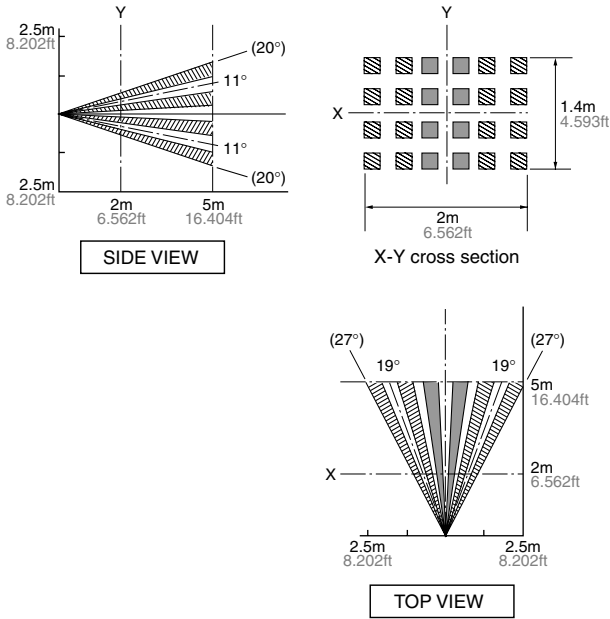 Y
2.5m
8.202ft
(20°)
11°
11°
(20°)
2.5m
8.202ft
2m
6.562ft
5m
16.404ft
SIDE VIEW
Y
X
1.4m
4.593ft
2m
6.562ft
X-Y cross section
(27°)
(27°)
19°
19°
5m
16.404ft
X
2m
6.562ft
2.5m
8.202ft
2.5m
8.202ft
TOP VIEW